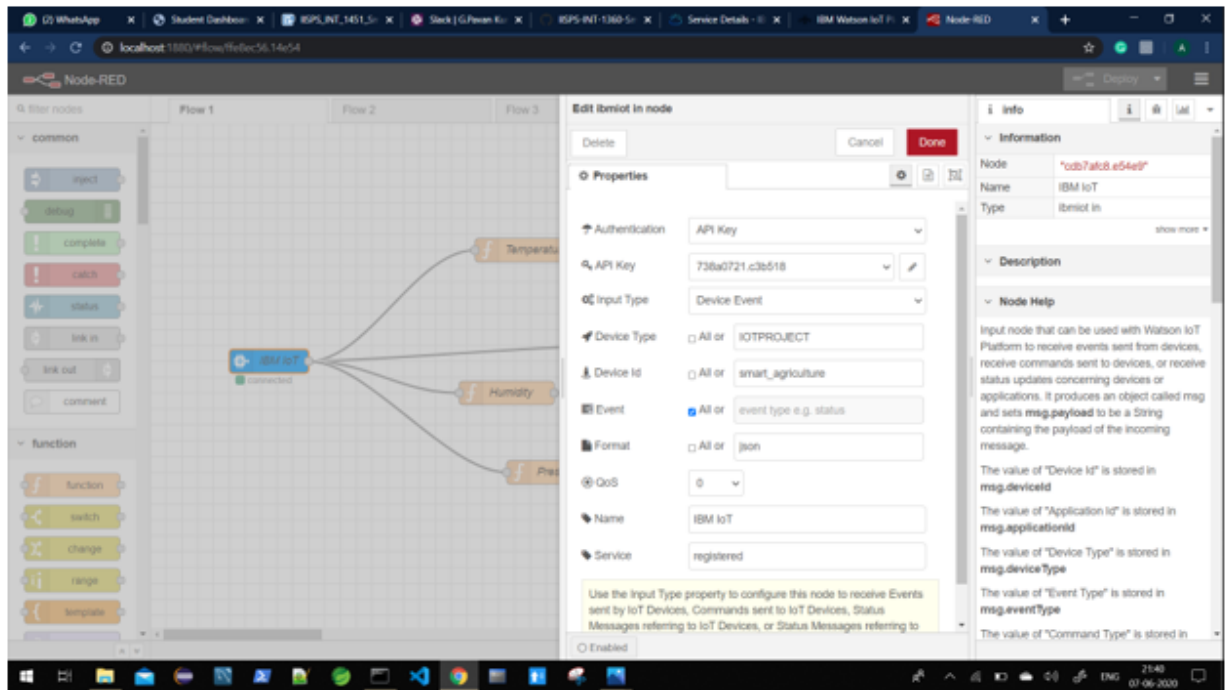 (2) WhatsApp
Student Dashboar
Slack | G.Pavan Ku
Service Details - I
IBM Watson IoT Pl
Node-RED
localhost:1880/#flow/ffe8ec56.14e54
Node-RED
Deploy
filter nodes
Flow 1
Flow 2
Flow 3
common
inject
debug
complete
catch
status
link in
link out
comment
function
function
switch
change
range
template
IBM IoT
connected
Temperatu
Humidity
Pres
Edit ibmiot in node
Delete
Cancel
Done
Properties
Authentication
API Key
API Key
738a0721.c3b518
Input Type
Device Event
Device Type
All or
IOTPROJECT
Device Id
All or
smart_agriculture
Event
All or
event type e.g. status
Format
All or
json
QoS
0
Name
IBM IoT
Service
registered
Use the Input Type property to configure this node to receive Events
sent by IoT Devices, Commands sent to IoT Devices, Status
Messages referring to IoT Devices, or Status Messages referring to
Enabled
i info
i
Information
Node
"cdb7afc8.e54e9"
Name
IBM IoT
Type
ibmiot in
show more
Description
Node Help
Input node that can be used with Watson IoT
Platform to receive events sent from devices,
receive commands sent to devices, or receive
status updates concerning devices or
applications. It produces an object called msg
and sets msg.payload to be a String
containing the payload of the incoming
message.
The value of "Device Id" is stored in
msg.deviceId
The value of "Application Id" is stored in
msg.applicationId
The value of "Device Type" is stored in
msg.deviceType
The value of "Event Type" is stored in
msg.eventType
The value of "Command Type" is stored in
ENG
21:40
07-06-2020